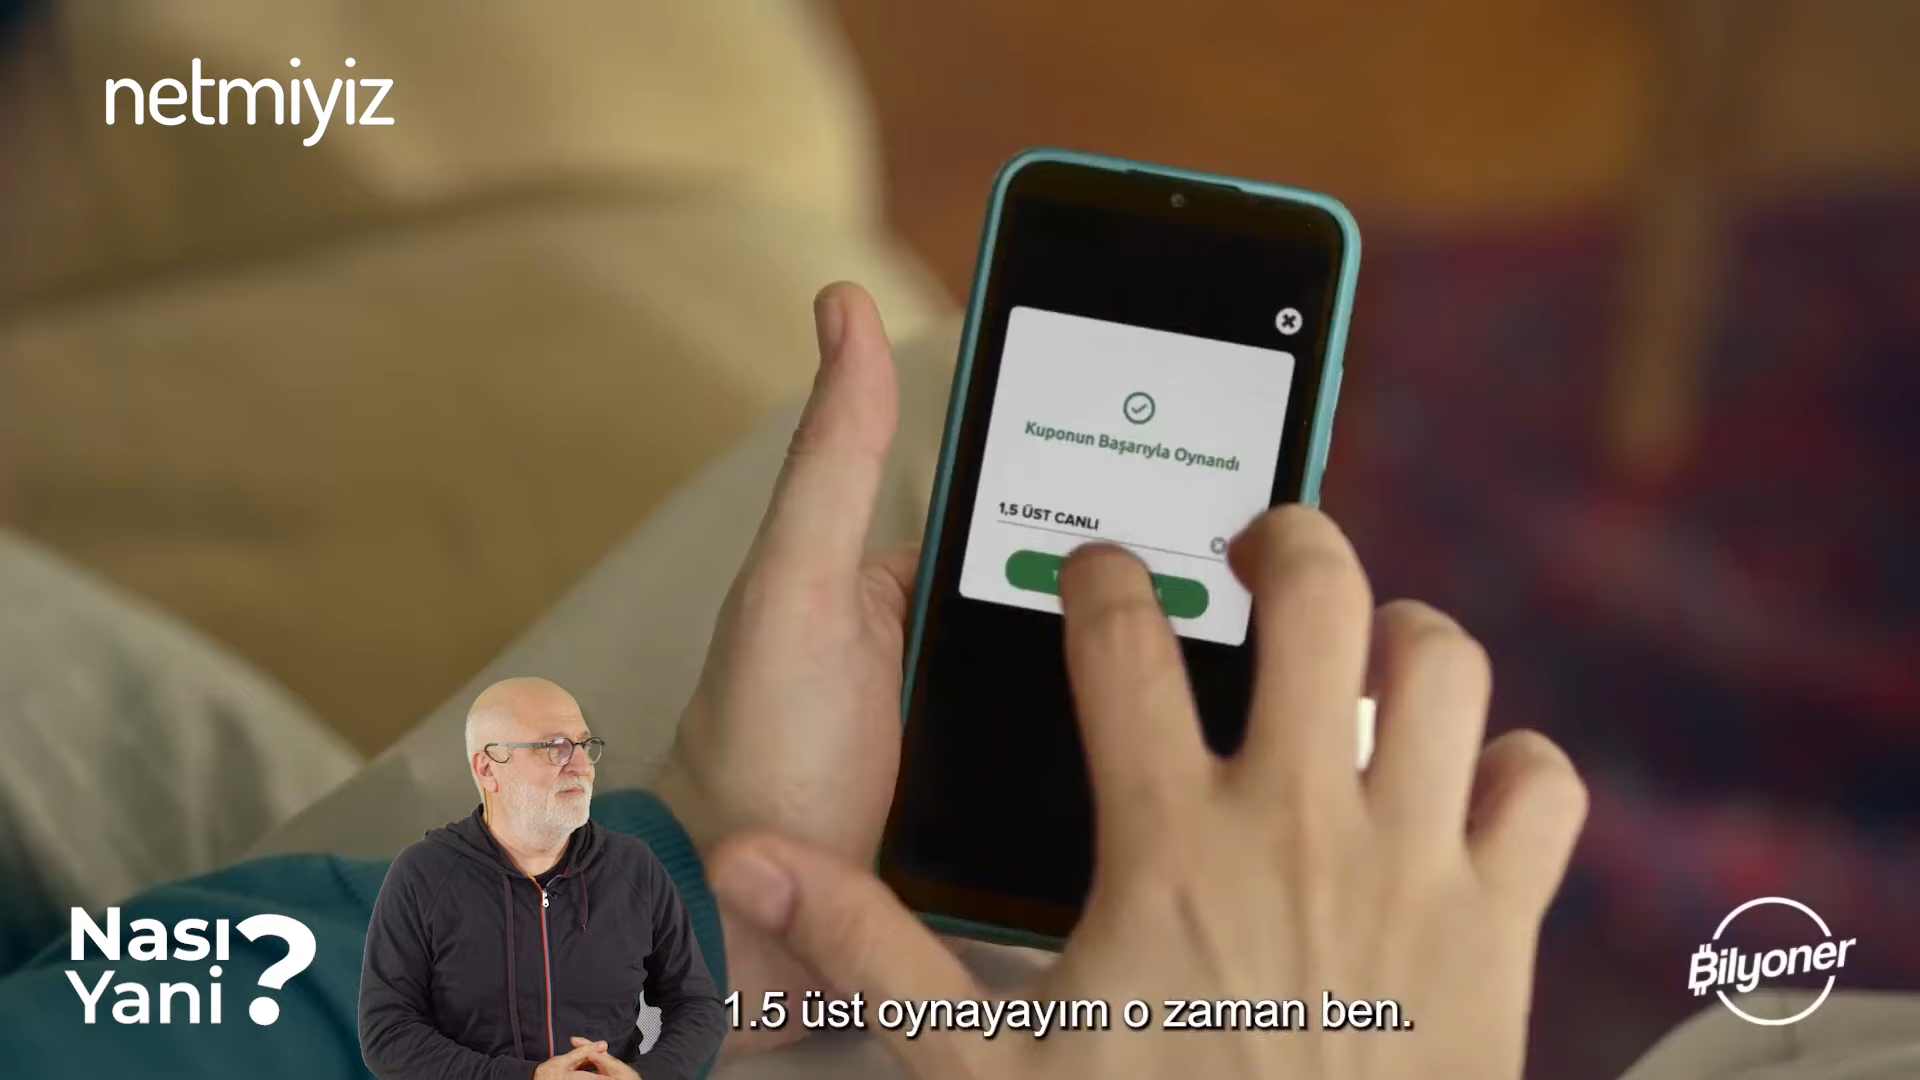 netmiyiz
Kuponun Başarıyla Oynandı
1,5 ÜST CANLI
Nası
Yani?
1.5 üst oynayayım o zaman ben.
Bilyoner